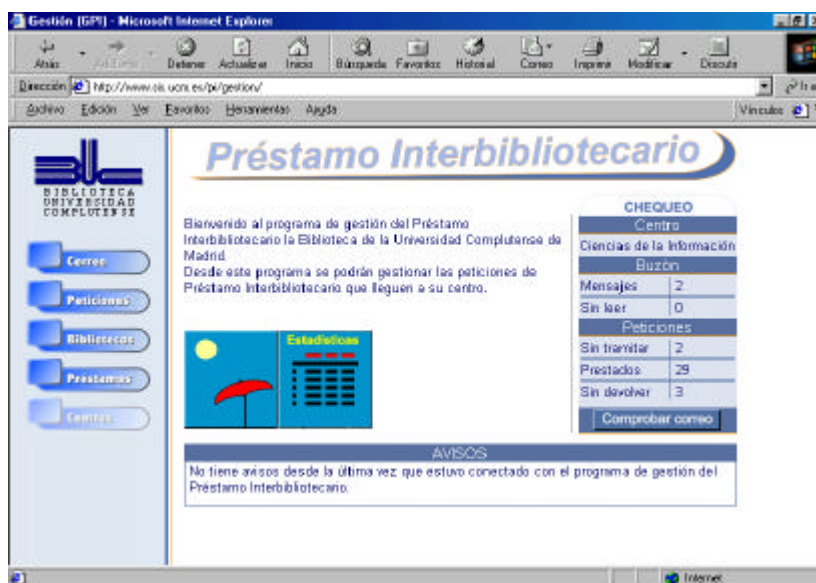 Gestión (GPI) - Microsoft Internet Explorer
Atrás
Detener Actualizar Inicio Búsqueda Favoritos Historial Correo Imprimir Modificar Discutir
Dirección http://www.cis.ucm.es/pi/gestion/
Archivo Edición Ver Favoritos Herramientas Ayuda
Vínculos
BIBLIOTECA
UNIVERSIDAD
COMPLUTENSE
Correo
Peticiones
Bibliotecas
Préstamos
Centros
Préstamo Interbibliotecario
Bienvenido al programa de gestión del Préstamo
Interbibliotecario la Biblioteca de la Universidad Complutense de
Madrid.
Desde este programa se podrán gestionar las peticiones de
Préstamo Interbibliotecario que lleguen a su centro.
Estadísticas
CHEQUEO
Centro
Ciencias de la Información
Buzón
Mensajes 2
Sin leer 0
Peticiones
Sin tramitar 2
Prestados 29
Sin devolver 3
Comprobar correo
AVISOS
No tiene avisos desde la última vez que estuvo conectado con el programa de gestión del
Préstamo Interbibliotecario.
Internet